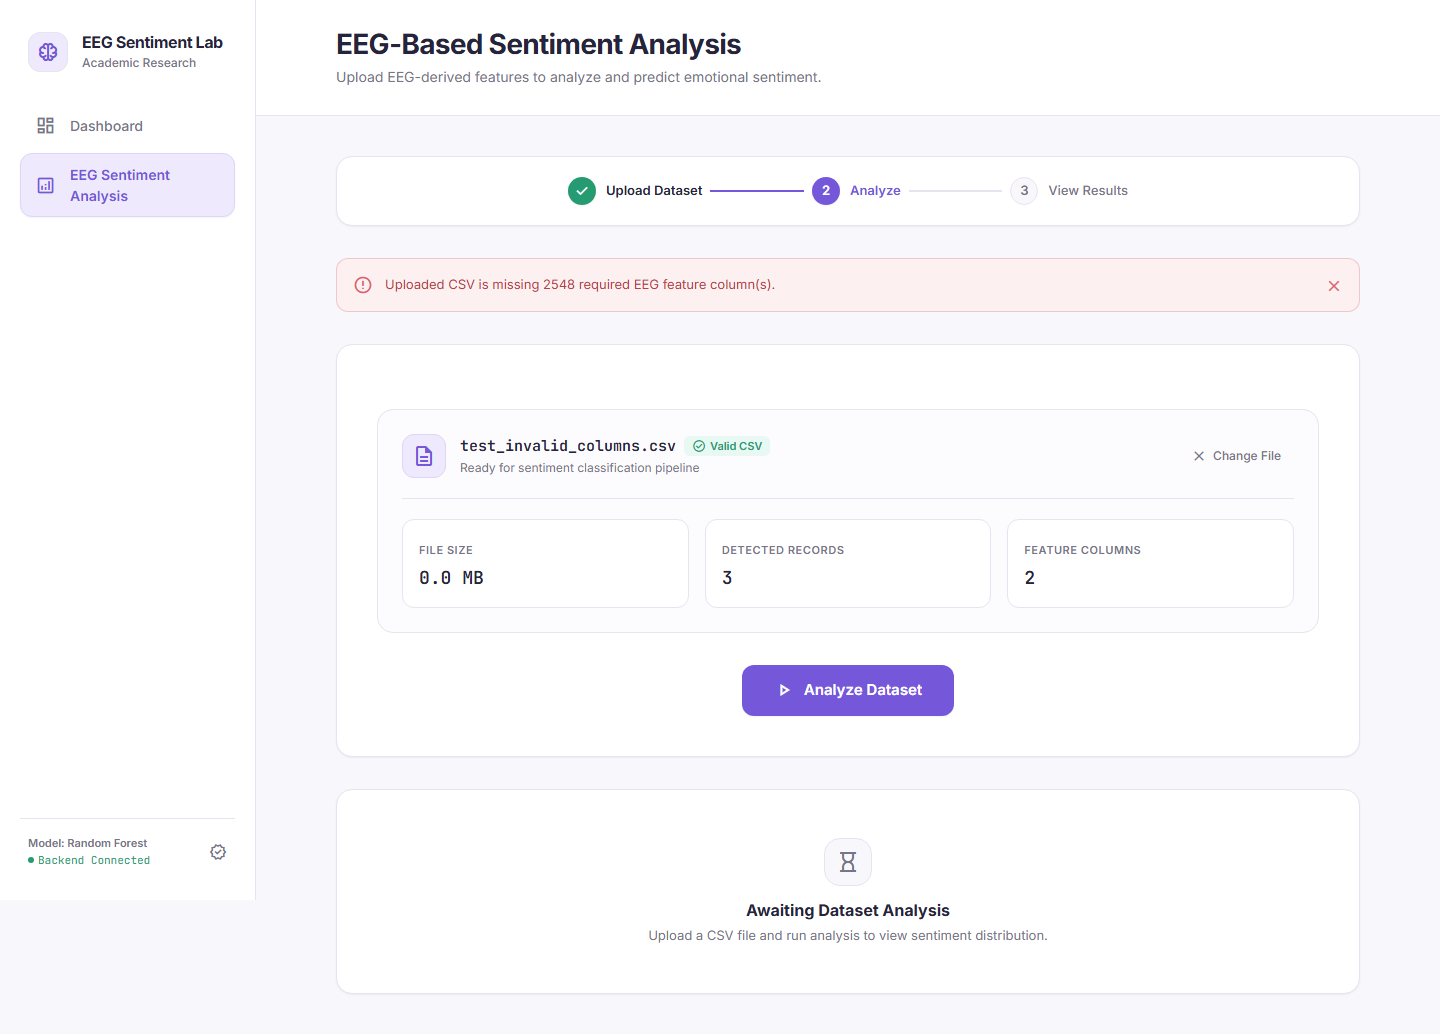 EEG Sentiment Lab
Academic Research
Dashboard
EEG Sentiment
Analysis
Model: Random Forest
Backend Connected
EEG-Based Sentiment Analysis
Upload EEG-derived features to analyze and predict emotional sentiment.
Upload Dataset
2 Analyze
3 View Results
Uploaded CSV is missing 2548 required EEG feature column(s).
test_invalid_columns.csv Valid CSV
Ready for sentiment classification pipeline
Change File
FILE SIZE
0.0 MB
DETECTED RECORDS
3
FEATURE COLUMNS
2
Analyze Dataset
Awaiting Dataset Analysis
Upload a CSV file and run analysis to view sentiment distribution.